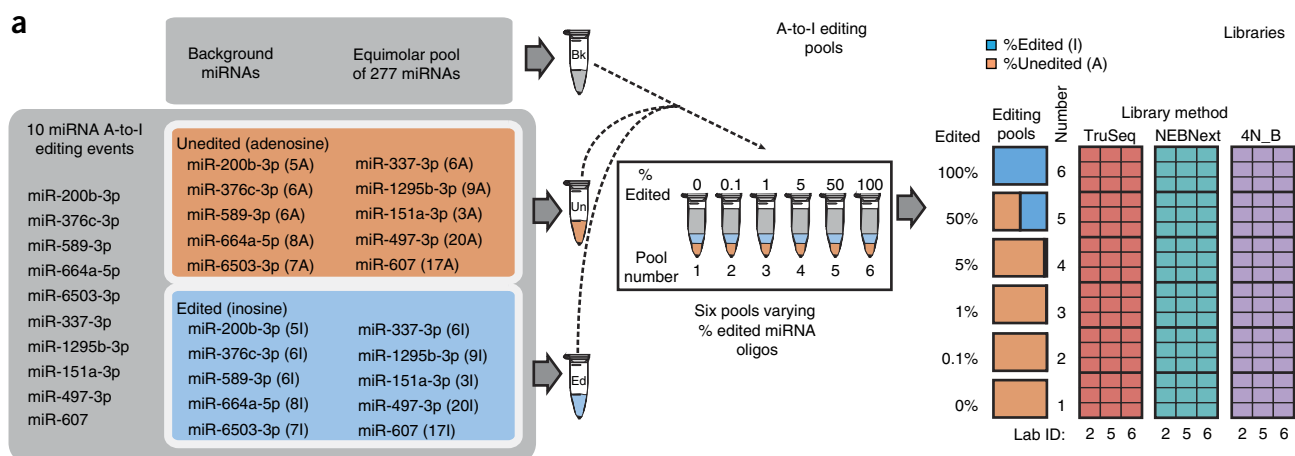 a
Background
miRNAs
Equimolar pool
of 277 miRNAs
Bk
10 miRNA A-to-I
editing events
miR-200b-3p
miR-376c-3p
miR-589-3p
miR-664a-5p
miR-6503-3p
miR-337-3p
miR-1295b-3p
miR-151a-3p
miR-497-3p
miR-607
Unedited (adenosine)
miR-200b-3p (5A)
miR-376c-3p (6A)
miR-589-3p (6A)
miR-664a-5p (8A)
miR-6503-3p (7A)
miR-337-3p (6A)
miR-1295b-3p (9A)
miR-151a-3p (3A)
miR-497-3p (20A)
miR-607 (17A)
Un
Edited (inosine)
miR-200b-3p (5I)
miR-376c-3p (6I)
miR-589-3p (6I)
miR-664a-5p (8I)
miR-6503-3p (7I)
miR-337-3p (6I)
miR-1295b-3p (9I)
miR-151a-3p (3I)
miR-497-3p (20I)
miR-607 (17I)
Ed
A-to-I editing
pools
%
Edited
0 0.1 1 5 50 100
Pool
number
1 2 3 4 5 6
Six pools varying
% edited miRNA
oligos
%Edited (I)
%Unedited (A)
Libraries
Edited
Editing
pools
Number
Library method
TruSeq NEBNext 4N_B
100% 6
50% 5
5% 4
1% 3
0.1% 2
0% 1
Lab ID: 2 5 6 2 5 6 2 5 6